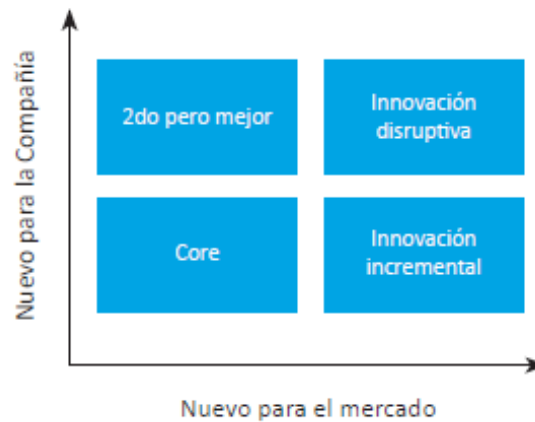 Nuevo para la Compañía
2do pero mejor
Innovación
disruptiva
Core
Innovación
incremental
Nuevo para el mercado